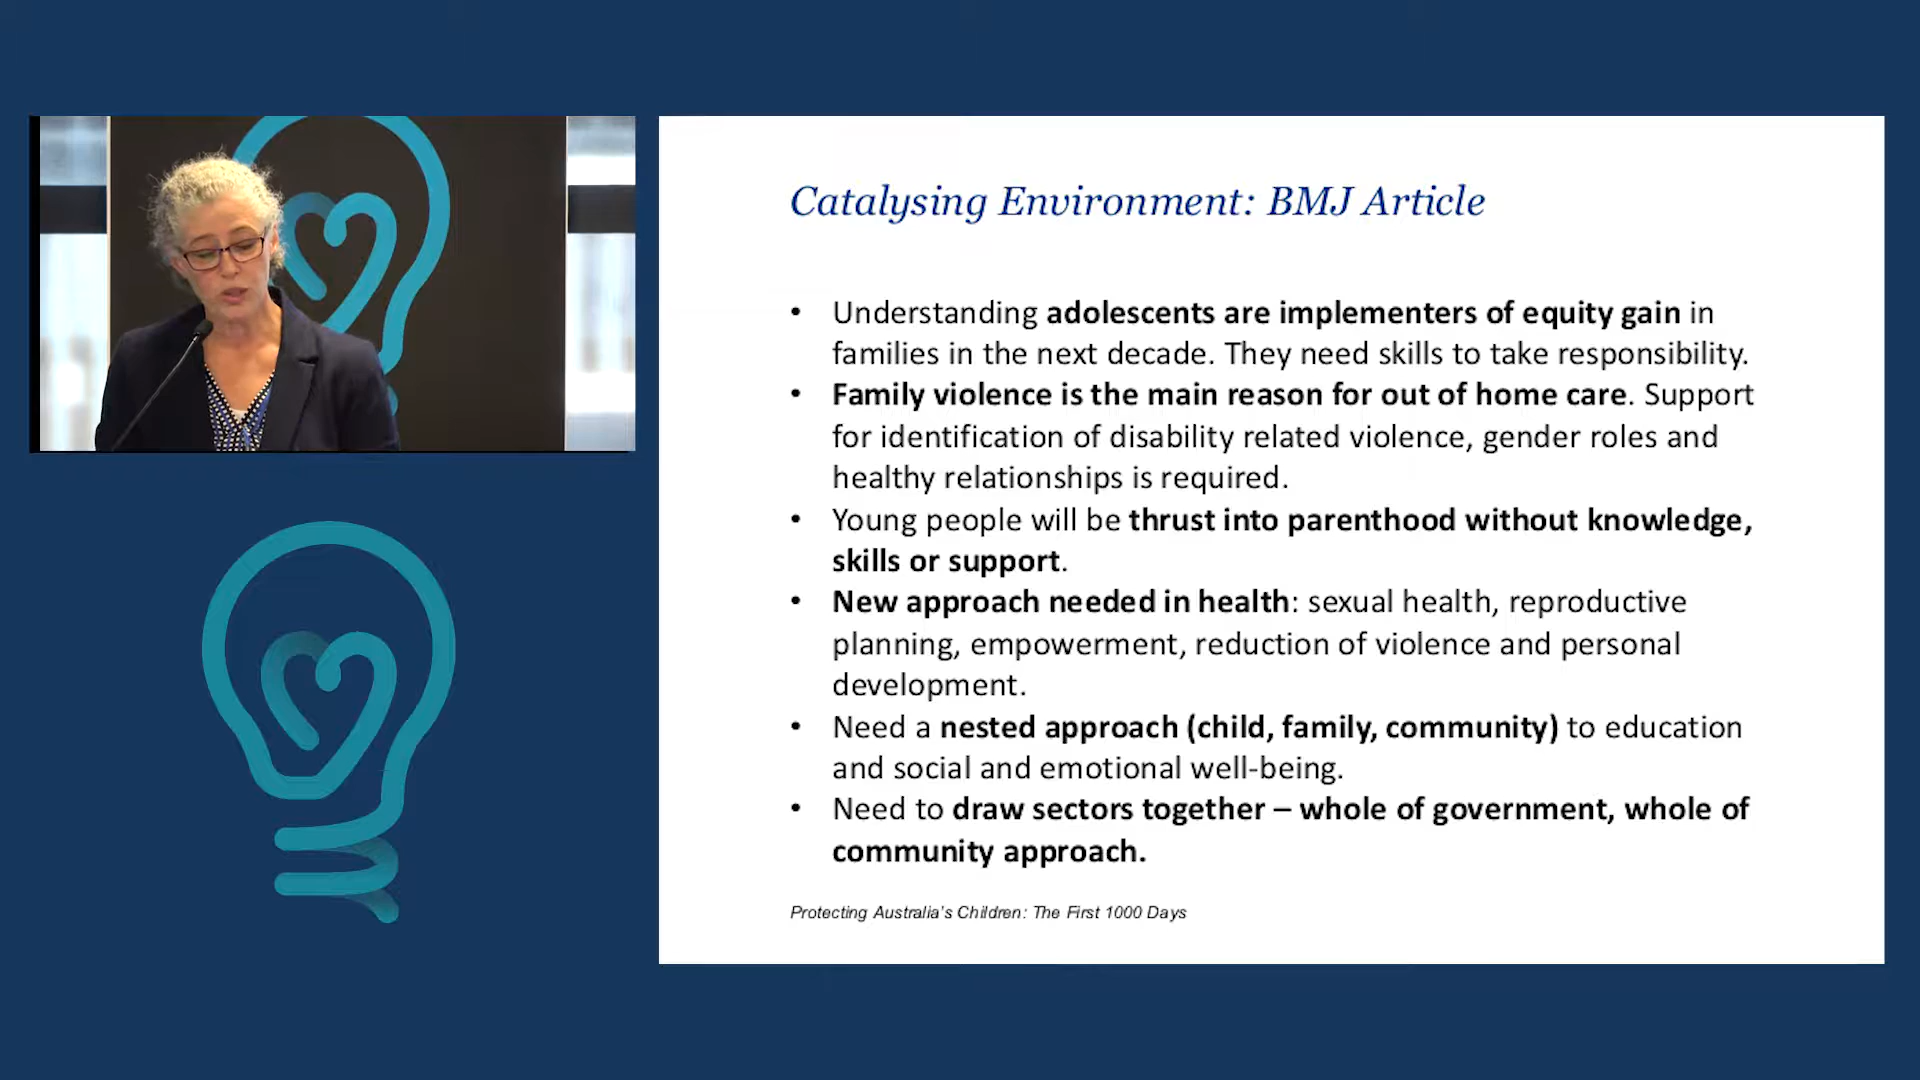 Catalysing Environment: BMJ Article
• Understanding adolescents are implementers of equity gain in
families in the next decade. They need skills to take responsibility.
• Family violence is the main reason for out of home care. Support
for identification of disability related violence, gender roles and
healthy relationships is required.
• Young people will be thrust into parenthood without knowledge,
skills or support.
• New approach needed in health: sexual health, reproductive
planning, empowerment, reduction of violence and personal
development.
• Need a nested approach (child, family, community) to education
and social and emotional well-being.
• Need to draw sectors together – whole of government, whole of
community approach.
Protecting Australia's Children: The First 1000 Days